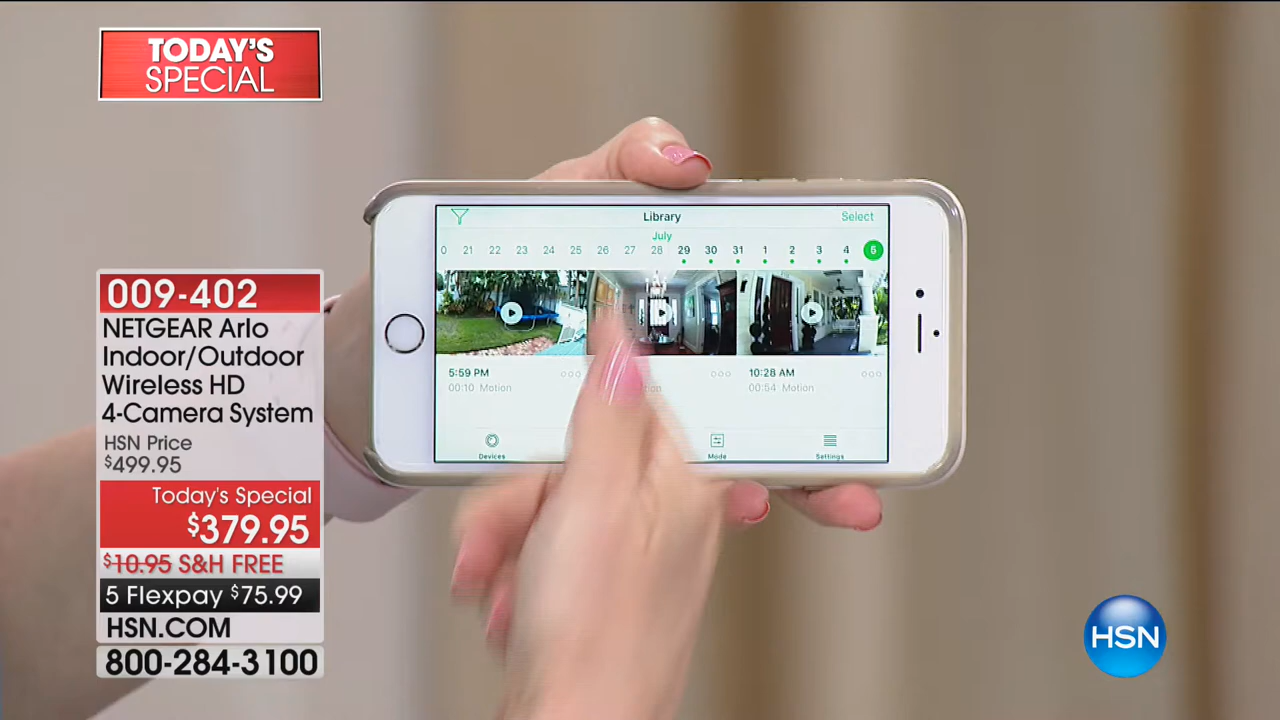 TODAY'S
SPECIAL
009-402
NETGEAR Arlo
Indoor/Outdoor
Wireless HD
4-Camera System
HSN Price
$499.95
Today's Special
$379.95
$10.95 S&H FREE
5 Flexpay $75.99
HSN.COM
800-284-3100
Library
Select
July
0 21 22 23 24 25 26 27 28 29 30 31 1 2 3 4 5
5:59 PM
10:28 AM
00:10 Motion
00:54 Motion
Devices
Mode
Settings
HSN